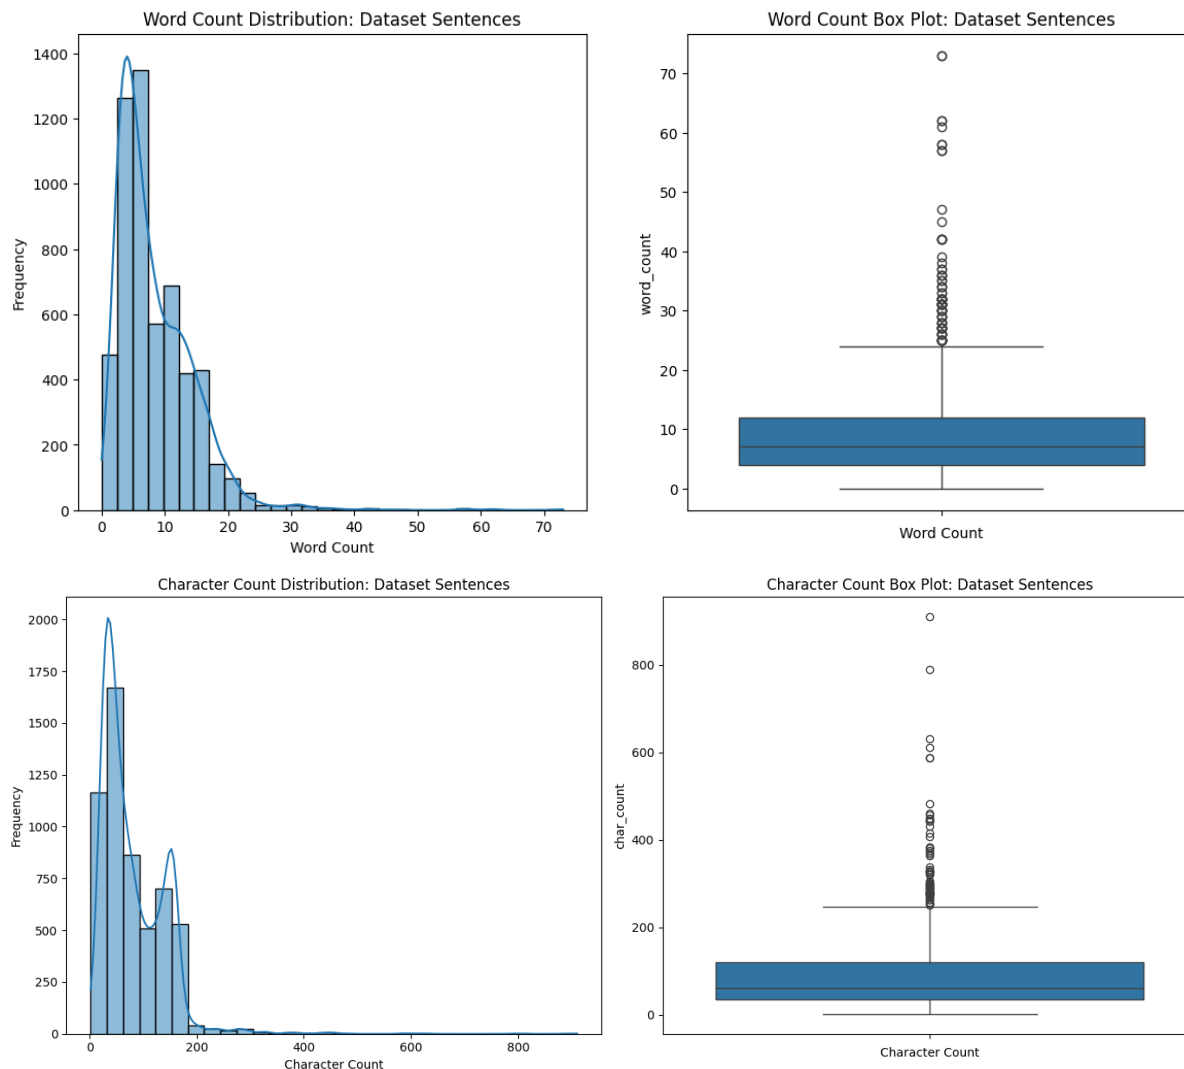 Word Count Distribution: Dataset Sentences
1400
1200
1000
800
600
400
200
0
Frequency
0 10 20 30 40 50 60 70
Word Count
Word Count Box Plot: Dataset Sentences
70
60
50
40
30
20
10
0
word_count
Word Count
Character Count Distribution: Dataset Sentences
2000
1750
1500
1250
1000
750
500
250
0
Frequency
0 200 400 600 800
Character Count
Character Count Box Plot: Dataset Sentences
800
600
400
200
0
char_count
Character Count